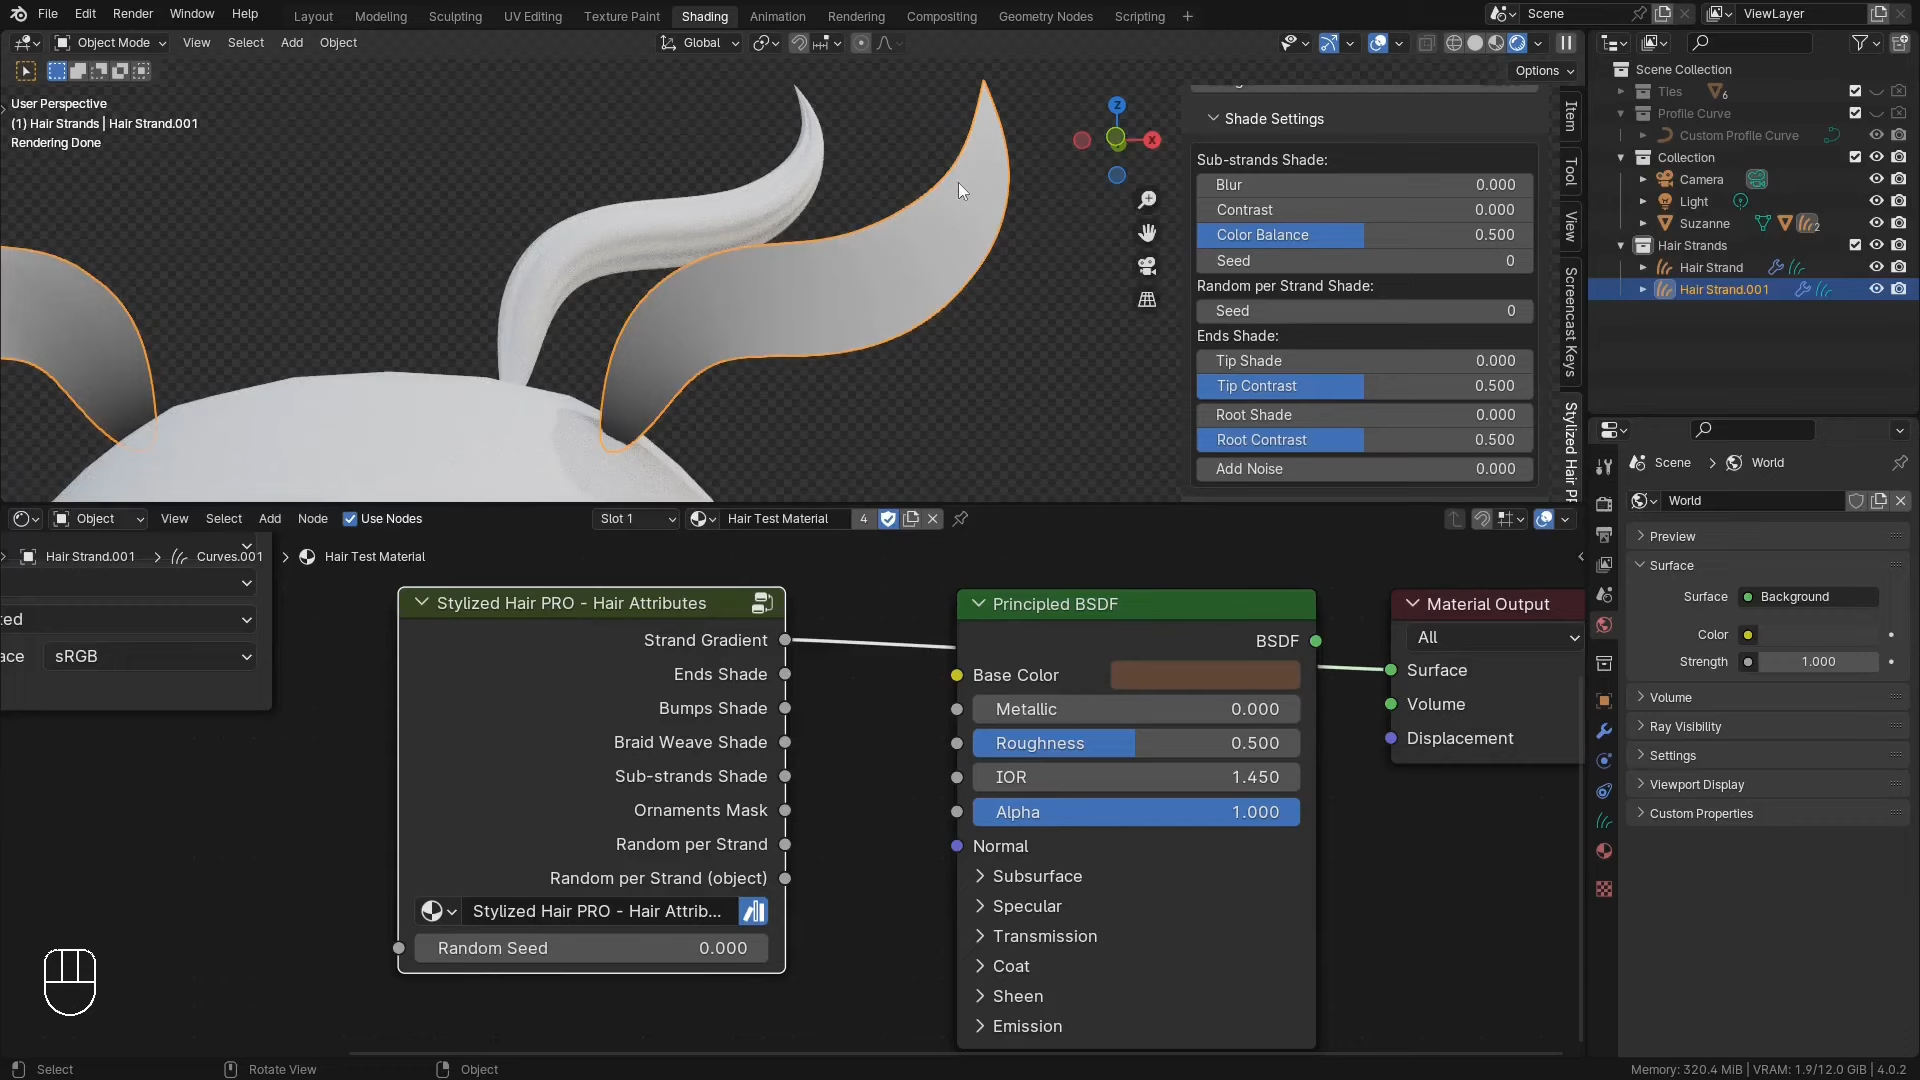 File Edit Render Window Help Layout Modeling Sculpting UV Editing Texture Paint Shading Animation Rendering Compositing Geometry Nodes Scripting + Scene ViewLayer
Object Mode View Select Add Object Global
Options
User Perspective
(1) Hair Strands | Hair Strand.001
Rendering Done
Z
X
Shade Settings
Sub-strands Shade:
Blur 0.000
Contrast 0.000
Color Balance 0.500
Seed 0
Random per Strand Shade:
Seed 0
Ends Shade:
Tip Shade 0.000
Tip Contrast 0.500
Root Shade 0.000
Root Contrast 0.500
Add Noise 0.000
Item
Tool
View
Screencast Keys
Stylized Hair
Scene Collection
Ties 6
Profile Curve
Custom Profile Curve
Collection
Camera
Light
Suzanne 2
Hair Strands
Hair Strand
Hair Strand.001
Scene > World
World
Preview
Surface
Surface Background
Color
Strength 1.000
Volume
Ray Visibility
Settings
Viewport Display
Custom Properties
Object View Select Add Node Use Nodes Slot 1 Hair Test Material 4
Hair Strand.001 > Curves.001 > Hair Test Material
ted
ace sRGB
Stylized Hair PRO - Hair Attributes
Strand Gradient
Ends Shade
Bumps Shade
Braid Weave Shade
Sub-strands Shade
Ornaments Mask
Random per Strand
Random per Strand (object)
Stylized Hair PRO - Hair Attrib...
Random Seed 0.000
Principled BSDF
BSDF
Base Color
Metallic 0.000
Roughness 0.500
IOR 1.450
Alpha 1.000
Normal
Subsurface
Specular
Transmission
Coat
Sheen
Emission
Material Output
All
Surface
Volume
Displacement
Select Rotate View Object Memory: 320.4 MiB | VRAM: 1.9/12.0 GiB | 4.0.2